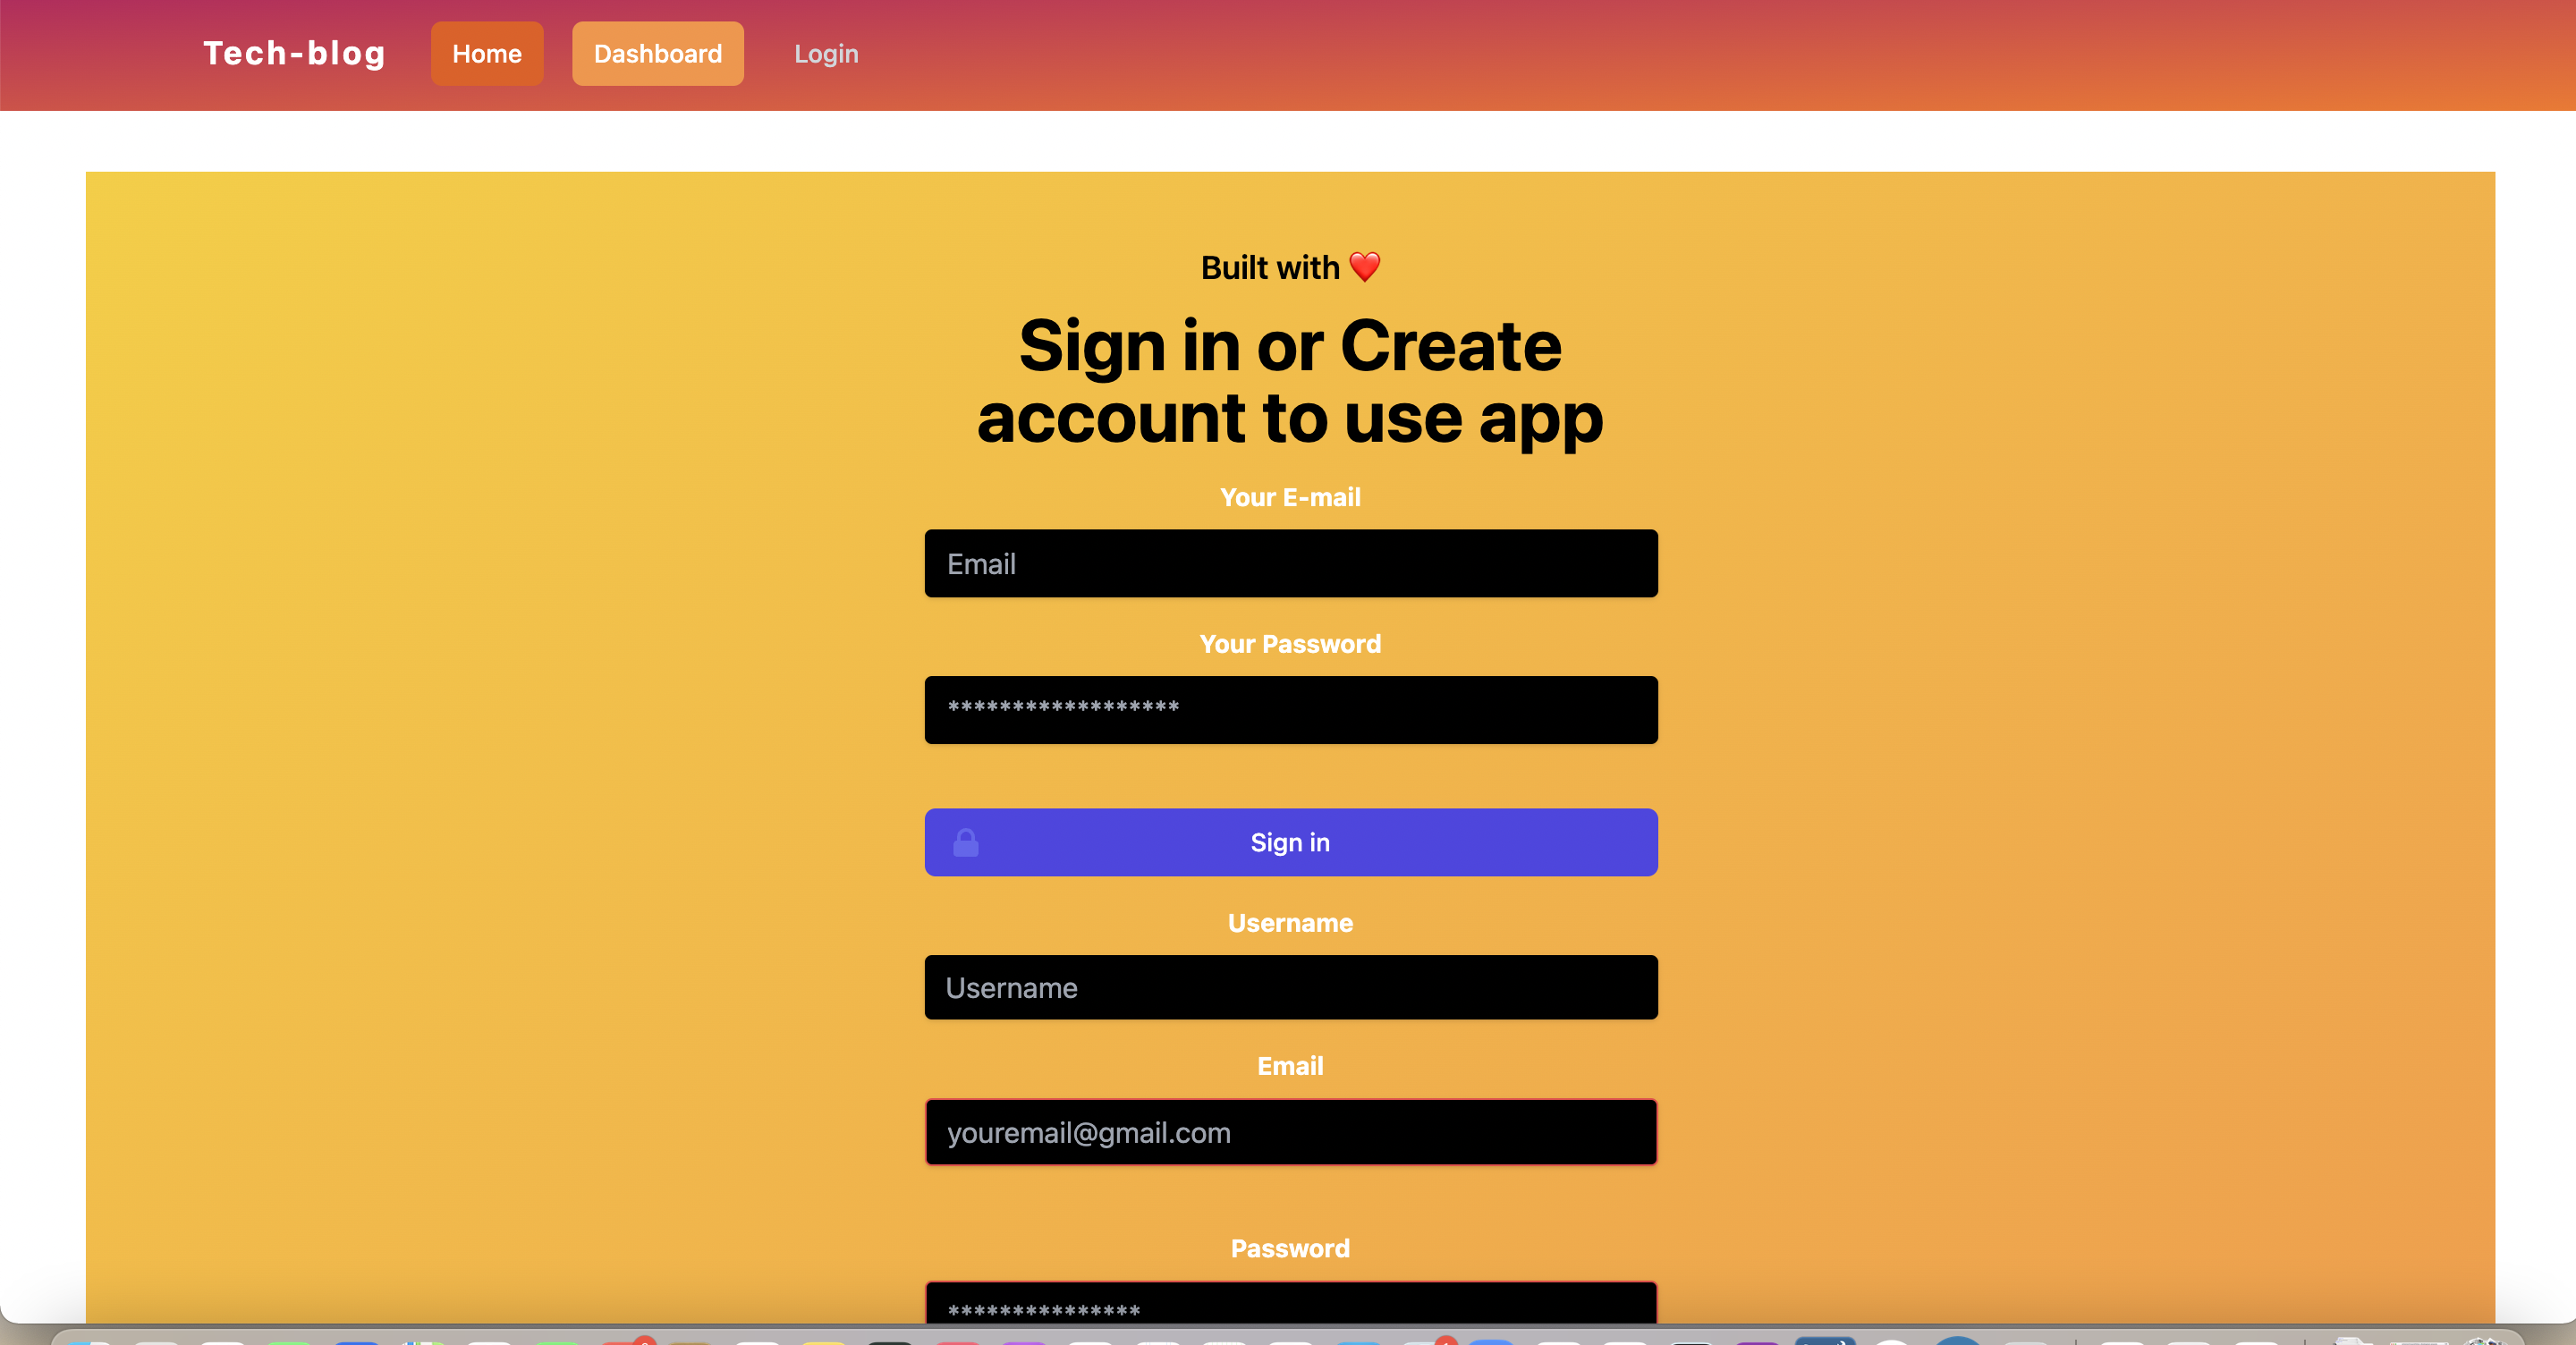 Tech-blog Home Dashboard Login
Built with ❤️
Sign in or Create
account to use app
Your E-mail
Email
Your Password
******************
Sign in
Username
Username
Email
youremail@gmail.com
Password
***************